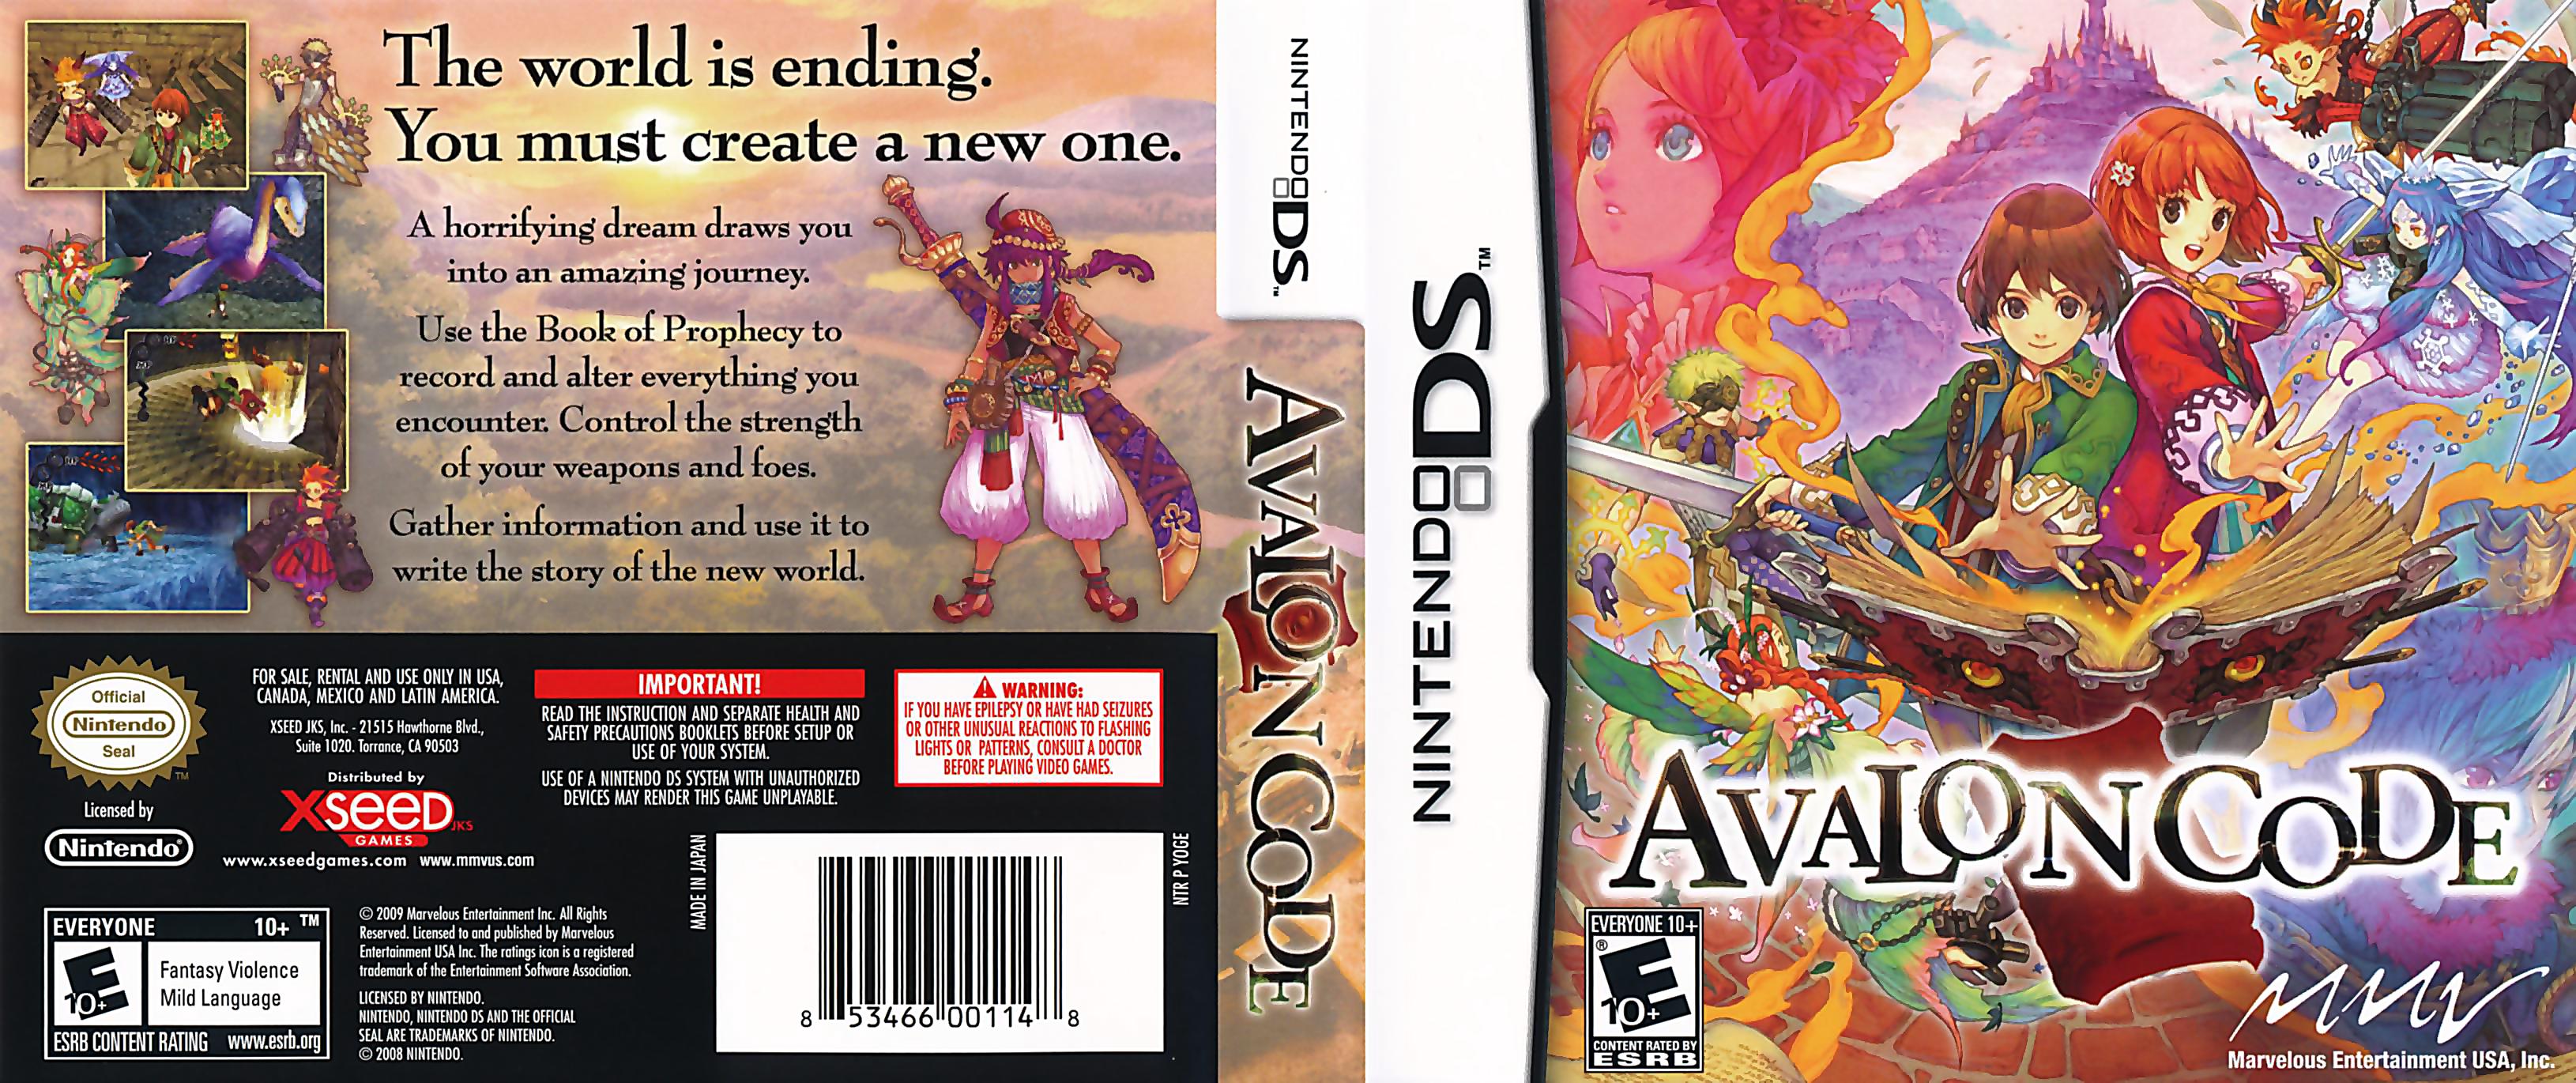 The world is ending.
You must create a new one.
A horrifying dream draws you
into an amazing journey.
Use the Book of Prophecy to
record and alter everything you
encounter. Control the strength
of your weapons and foes.
Gather information and use it to
write the story of the new world.
Official
Nintendo
Seal
TM
Licensed by
Nintendo®
FOR SALE, RENTAL AND USE ONLY IN USA,
CANADA, MEXICO AND LATIN AMERICA.
XSEED JKS, Inc. - 21515 Hawthorne Blvd.,
Suite 1020. Torrance, CA 90503
Distributed by
XSEED JKS
GAMES
www.xseedgames.com www.mmvus.com
IMPORTANT!
READ THE INSTRUCTION AND SEPARATE HEALTH AND
SAFETY PRECAUTIONS BOOKLETS BEFORE SETUP OR
USE OF YOUR SYSTEM.
USE OF A NINTENDO DS SYSTEM WITH UNAUTHORIZED
DEVICES MAY RENDER THIS GAME UNPLAYABLE.
WARNING:
IF YOU HAVE EPILEPSY OR HAVE HAD SEIZURES
OR OTHER UNUSUAL REACTIONS TO FLASHING
LIGHTS OR PATTERNS, CONSULT A DOCTOR
BEFORE PLAYING VIDEO GAMES.
EVERYONE 10+ ™
E
10+
Fantasy Violence
Mild Language
ESRB CONTENT RATING www.esrb.org
© 2009 Marvelous Entertainment Inc. All Rights
Reserved. Licensed to and published by Marvelous
Entertainment USA Inc. The ratings icon is a registered
trademark of the Entertainment Software Association.
LICENSED BY NINTENDO.
NINTENDO, NINTENDO DS AND THE OFFICIAL
SEAL ARE TRADEMARKS OF NINTENDO.
© 2008 NINTENDO.
MADE IN JAPAN
8 53466 00114 8
NTR P YOGE
NINTENDO DS™
AVALON CODE
NINTENDO DS™
AVALON CODE
EVERYONE 10+
®
E
10+
CONTENT RATED BY
ESRB
MMV
Marvelous Entertainment USA, Inc.